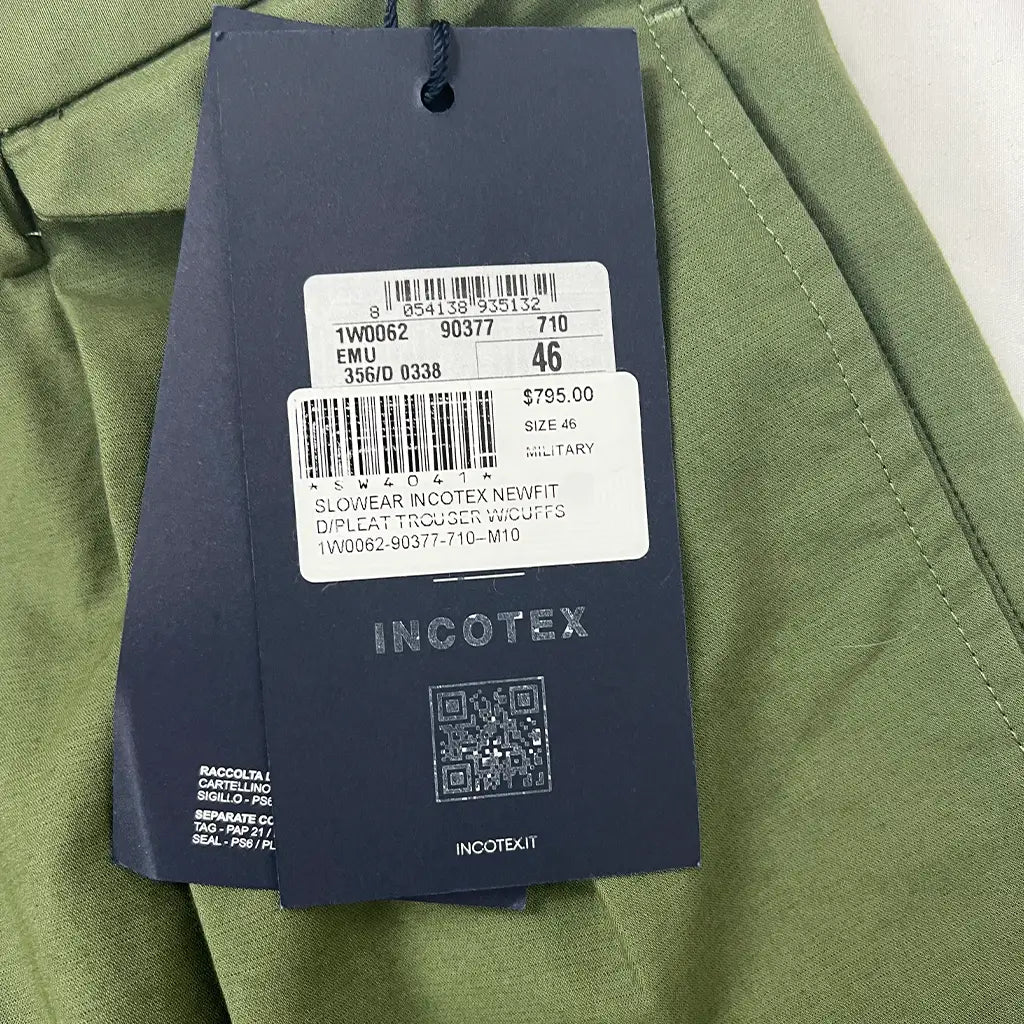 8 054138 935132
1W0062 90377 710
EMU 46
356/D 0338
$795.00
SIZE 46
MILITARY
*SW4041*
SLOWEAR INCOTEX NEWFIT
D/PLEAT TROUSER W/CUFFS
1W0062-90377-710-M10
INCOTEX
INCOTEX.IT
RACCOLTA
CARTELLINO
SIGILLO - PS6
SEPARATE
TAG - PAP 21 /
SEAL - PS6 /